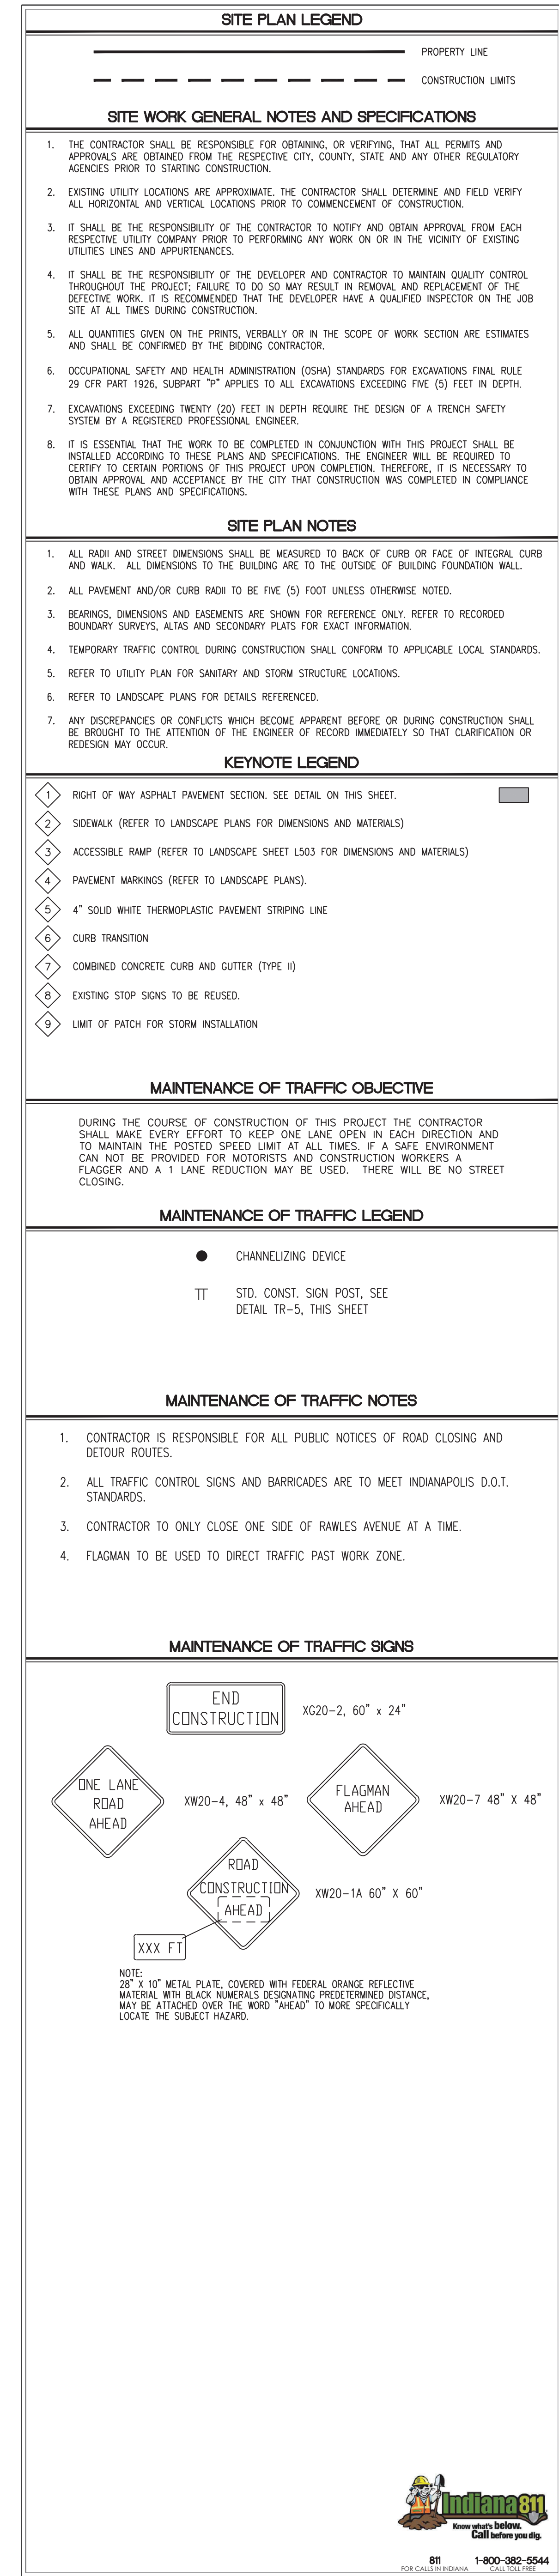 SITE PLAN LEGEND
PROPERTY LINE
CONSTRUCTION LIMITS
SITE WORK GENERAL NOTES AND SPECIFICATIONS
1. THE CONTRACTOR SHALL BE RESPONSIBLE FOR OBTAINING, OR VERIFYING, THAT ALL PERMITS AND
APPROVALS ARE OBTAINED FROM THE RESPECTIVE CITY, COUNTY, STATE AND ANY OTHER REGULATORY
AGENCIES PRIOR TO STARTING CONSTRUCTION.
2. EXISTING UTILITY LOCATIONS ARE APPROXIMATE. THE CONTRACTOR SHALL DETERMINE AND FIELD VERIFY
ALL HORIZONTAL AND VERTICAL LOCATIONS PRIOR TO COMMENCEMENT OF CONSTRUCTION.
3. IT SHALL BE THE RESPONSIBILITY OF THE CONTRACTOR TO NOTIFY AND OBTAIN APPROVAL FROM EACH
RESPECTIVE UTILITY COMPANY PRIOR TO PERFORMING ANY WORK ON OR IN THE VICINITY OF EXISTING
UTILITIES LINES AND APPURTENANCES.
4. IT SHALL BE THE RESPONSIBILITY OF THE DEVELOPER AND CONTRACTOR TO MAINTAIN QUALITY CONTROL
THROUGHOUT THE PROJECT; FAILURE TO DO SO MAY RESULT IN REMOVAL AND REPLACEMENT OF THE
DEFECTIVE WORK. IT IS RECOMMENDED THAT THE DEVELOPER HAVE A QUALIFIED INSPECTOR ON THE JOB
SITE AT ALL TIMES DURING CONSTRUCTION.
5. ALL QUANTITIES GIVEN ON THE PRINTS, VERBALLY OR IN THE SCOPE OF WORK SECTION ARE ESTIMATES
AND SHALL BE CONFIRMED BY THE BIDDING CONTRACTOR.
6. OCCUPATIONAL SAFETY AND HEALTH ADMINISTRATION (OSHA) STANDARDS FOR EXCAVATIONS FINAL RULE
29 CFR PART 1926, SUBPART "P" APPLIES TO ALL EXCAVATIONS EXCEEDING FIVE (5) FEET IN DEPTH.
7. EXCAVATIONS EXCEEDING TWENTY (20) FEET IN DEPTH REQUIRE THE DESIGN OF A TRENCH SAFETY
SYSTEM BY A REGISTERED PROFESSIONAL ENGINEER.
8. IT IS ESSENTIAL THAT THE WORK TO BE COMPLETED IN CONJUNCTION WITH THIS PROJECT SHALL BE
INSTALLED ACCORDING TO THESE PLANS AND SPECIFICATIONS. THE ENGINEER WILL BE REQUIRED TO
CERTIFY TO CERTAIN PORTIONS OF THIS PROJECT UPON COMPLETION. THEREFORE, IT IS NECESSARY TO
OBTAIN APPROVAL AND ACCEPTANCE BY THE CITY THAT CONSTRUCTION WAS COMPLETED IN COMPLIANCE
WITH THESE PLANS AND SPECIFICATIONS.
SITE PLAN NOTES
1. ALL RADII AND STREET DIMENSIONS SHALL BE MEASURED TO BACK OF CURB OR FACE OF INTEGRAL CURB
AND WALK. ALL DIMENSIONS TO THE BUILDING ARE TO THE OUTSIDE OF BUILDING FOUNDATION WALL.
2. ALL PAVEMENT AND/OR CURB RADII TO BE FIVE (5) FOOT UNLESS OTHERWISE NOTED.
3. BEARINGS, DIMENSIONS AND EASEMENTS ARE SHOWN FOR REFERENCE ONLY. REFER TO RECORDED
BOUNDARY SURVEYS, ALTAS AND SECONDARY PLATS FOR EXACT INFORMATION.
4. TEMPORARY TRAFFIC CONTROL DURING CONSTRUCTION SHALL CONFORM TO APPLICABLE LOCAL STANDARDS.
5. REFER TO UTILITY PLAN FOR SANITARY AND STORM STRUCTURE LOCATIONS.
6. REFER TO LANDSCAPE PLANS FOR DETAILS REFERENCED.
7. ANY DISCREPANCIES OR CONFLICTS WHICH BECOME APPARENT BEFORE OR DURING CONSTRUCTION SHALL
BE BROUGHT TO THE ATTENTION OF THE ENGINEER OF RECORD IMMEDIATELY SO THAT CLARIFICATION OR
REDESIGN MAY OCCUR.
KEYNOTE LEGEND
1 RIGHT OF WAY ASPHALT PAVEMENT SECTION. SEE DETAIL ON THIS SHEET.
2 SIDEWALK (REFER TO LANDSCAPE PLANS FOR DIMENSIONS AND MATERIALS)
3 ACCESSIBLE RAMP (REFER TO LANDSCAPE SHEET L503 FOR DIMENSIONS AND MATERIALS)
4 PAVEMENT MARKINGS (REFER TO LANDSCAPE PLANS).
5 4" SOLID WHITE THERMOPLASTIC PAVEMENT STRIPING LINE
6 CURB TRANSITION
7 COMBINED CONCRETE CURB AND GUTTER (TYPE II)
8 EXISTING STOP SIGNS TO BE REUSED.
9 LIMIT OF PATCH FOR STORM INSTALLATION
MAINTENANCE OF TRAFFIC OBJECTIVE
DURING THE COURSE OF CONSTRUCTION OF THIS PROJECT THE CONTRACTOR
SHALL MAKE EVERY EFFORT TO KEEP ONE LANE OPEN IN EACH DIRECTION AND
TO MAINTAIN THE POSTED SPEED LIMIT AT ALL TIMES. IF A SAFE ENVIRONMENT
CAN NOT BE PROVIDED FOR MOTORISTS AND CONSTRUCTION WORKERS A
FLAGGER AND A 1 LANE REDUCTION MAY BE USED. THERE WILL BE NO STREET
CLOSING.
MAINTENANCE OF TRAFFIC LEGEND
CHANNELIZING DEVICE
STD. CONST. SIGN POST, SEE
DETAIL TR-5, THIS SHEET
MAINTENANCE OF TRAFFIC NOTES
1. CONTRACTOR IS RESPONSIBLE FOR ALL PUBLIC NOTICES OF ROAD CLOSING AND
DETOUR ROUTES.
2. ALL TRAFFIC CONTROL SIGNS AND BARRICADES ARE TO MEET INDIANAPOLIS D.O.T.
STANDARDS.
3. CONTRACTOR TO ONLY CLOSE ONE SIDE OF RAWLES AVENUE AT A TIME.
4. FLAGMAN TO BE USED TO DIRECT TRAFFIC PAST WORK ZONE.
MAINTENANCE OF TRAFFIC SIGNS
END
CONSTRUCTION
XG20-2, 60" x 24"
ONE LANE
ROAD
AHEAD
XW20-4, 48" x 48"
FLAGMAN
AHEAD
XW20-7 48" X 48"
ROAD
CONSTRUCTION
AHEAD
XW20-1A 60" X 60"
XXX FT
NOTE:
28" X 10" METAL PLATE, COVERED WITH FEDERAL ORANGE REFLECTIVE
MATERIAL WITH BLACK NUMERALS DESIGNATING PREDETERMINED DISTANCE,
MAY BE ATTACHED OVER THE WORD "AHEAD" TO MORE SPECIFICALLY
LOCATE THE SUBJECT HAZARD.
Indiana811
Know what's below.
Call before you dig.
811 1-800-382-5544
FOR CALLS IN INDIANA CALL TOLL FREE